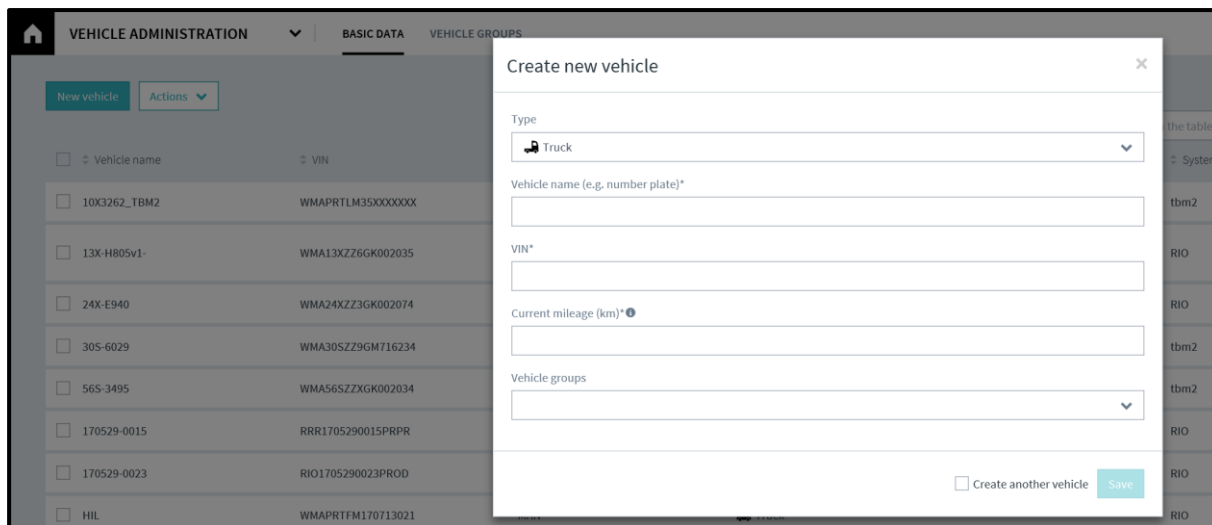 VEHICLE ADMINISTRATION BASIC DATA VEHICLE GROUPS
Create new vehicle
New vehicle Actions
Type
Truck
the table
Vehicle name VIN System
Vehicle name (e.g. number plate)*
10X3262_TBM2 WMAPRTLM35XXXXXXX tbm2
VIN*
13X-H805v1- WMA13XZZ6GK002035 RIO
24X-E940 WMA24XZZ3GK002074 RIO
Current mileage (km)*
30S-6029 WMA30SZZ9GM716234 tbm2
Vehicle groups
56S-3495 WMA56SZZXGK002034 tbm2
170529-0015 RRR1705290015PRPR RIO
170529-0023 RIO1705290023PROD RIO
Create another vehicle Save
HIL WMAPRTFM170713021 MAN Truck RIO